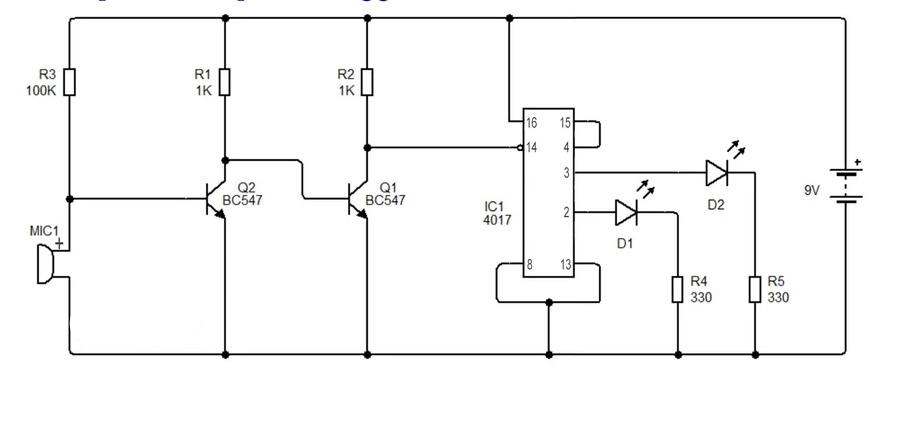 R3
100K
R1
1K
R2
1K
16
15
14
4
3
Q2
BC547
Q1
BC547
IC1
4017
2
D2
9V
+
MIC1
+
D1
8
13
R4
330
R5
330